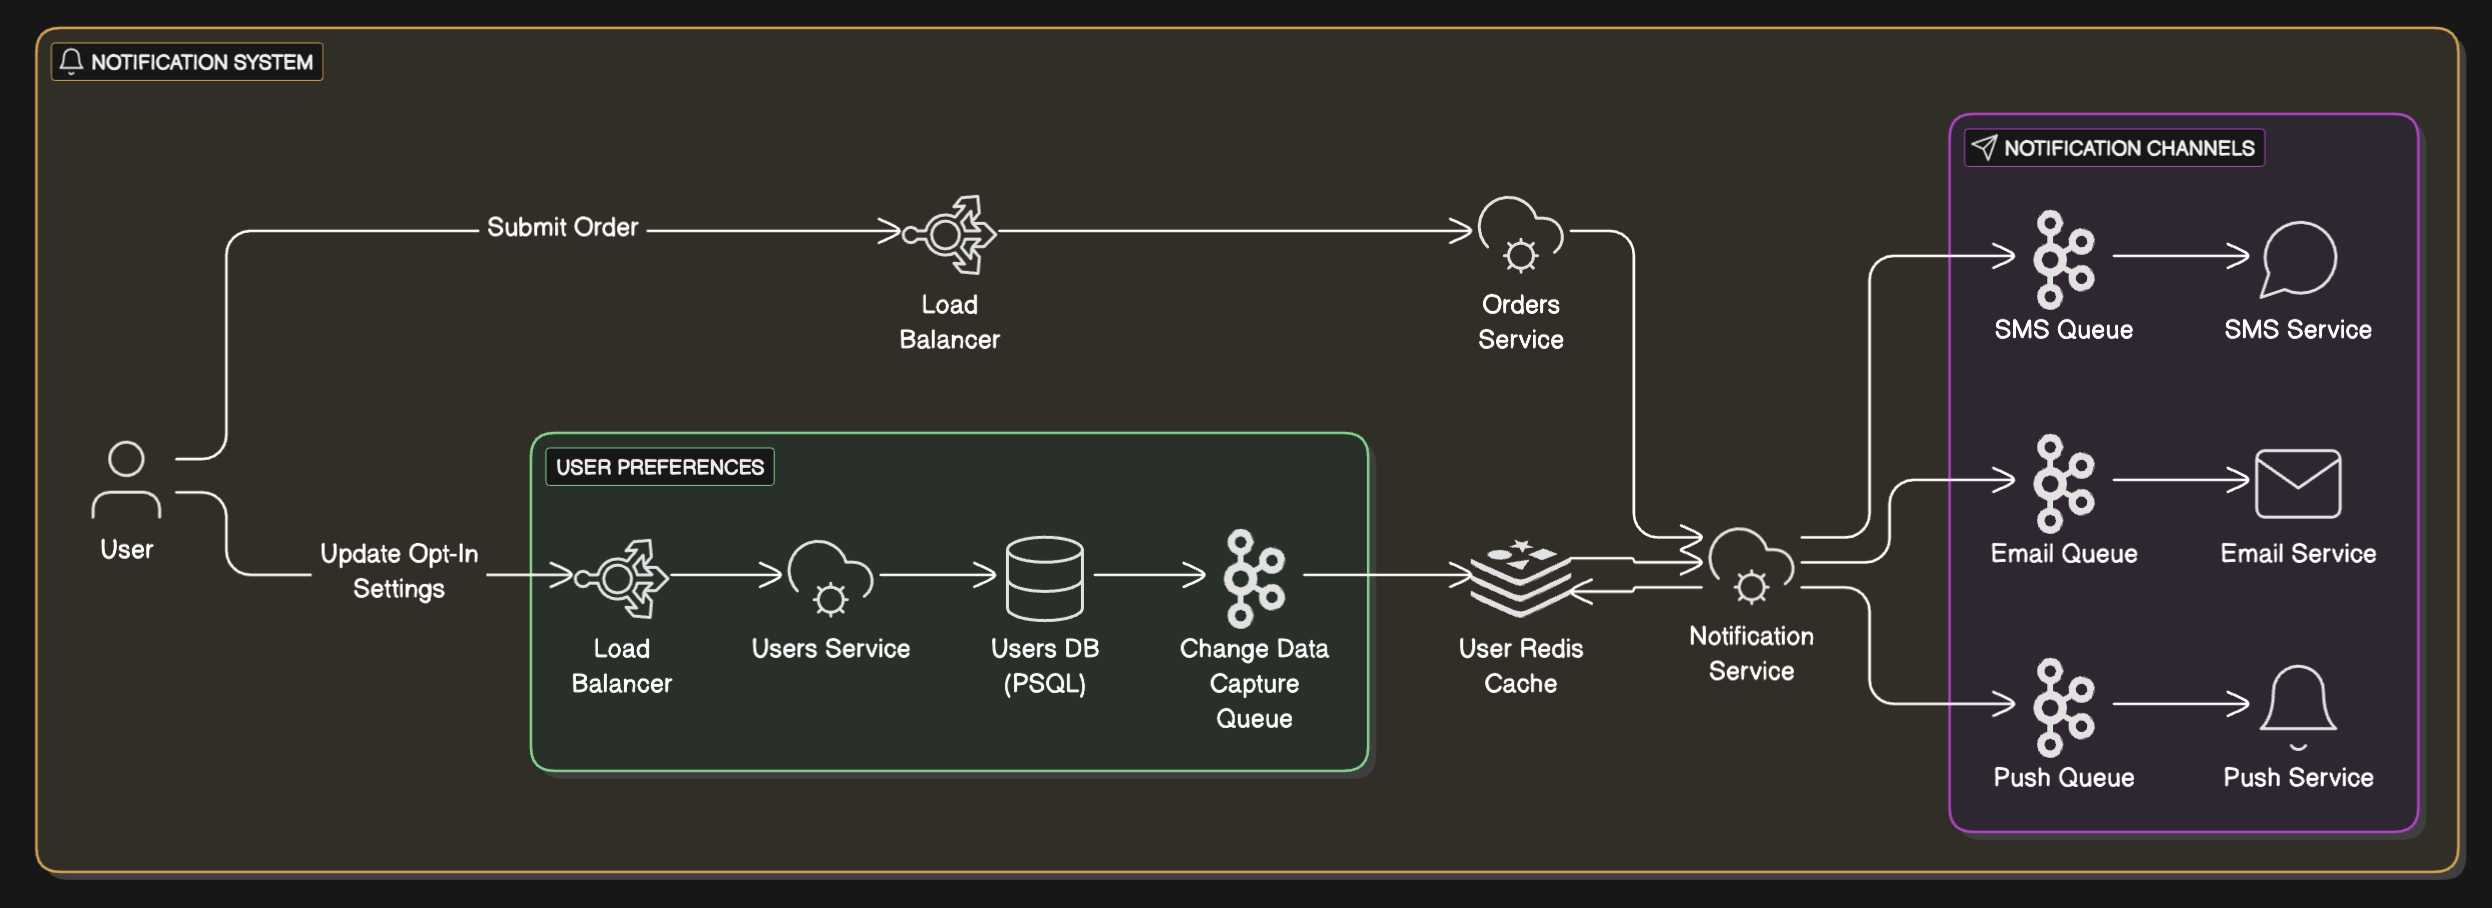 NOTIFICATION SYSTEM
NOTIFICATION CHANNELS
Submit Order
Load
Balancer
Orders
Service
SMS Queue
SMS Service
User
Update Opt-In
Settings
USER PREFERENCES
Load
Balancer
Users Service
Users DB
(PSQL)
Change Data
Capture
Queue
User Redis
Cache
Notification
Service
Email Queue
Email Service
Push Queue
Push Service